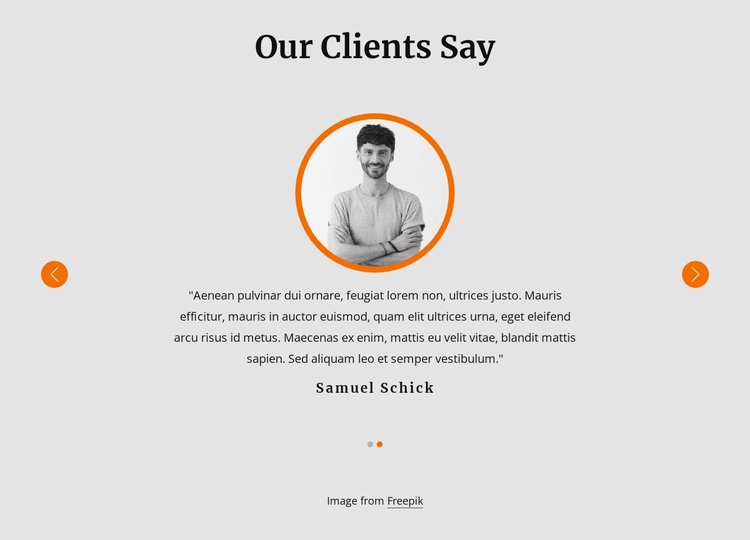 Our Clients Say
"Aenean pulvinar dui ornare, feugiat lorem non, ultrices justo. Mauris
efficitur, mauris in auctor euismod, quam elit ultrices urna, eget eleifend
arcu risus id metus. Maecenas ex enim, mattis eu velit vitae, blandit mattis
sapien. Sed aliquam leo et semper vestibulum."
Samuel Schick
Image from Freepik